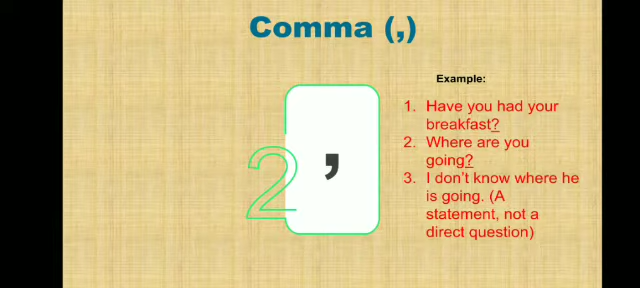 Comma (,)
Example:
2
,
1. Have you had your
breakfast?
2. Where are you
going?
3. I don't know where he
is going. (A
statement, not a
direct question)